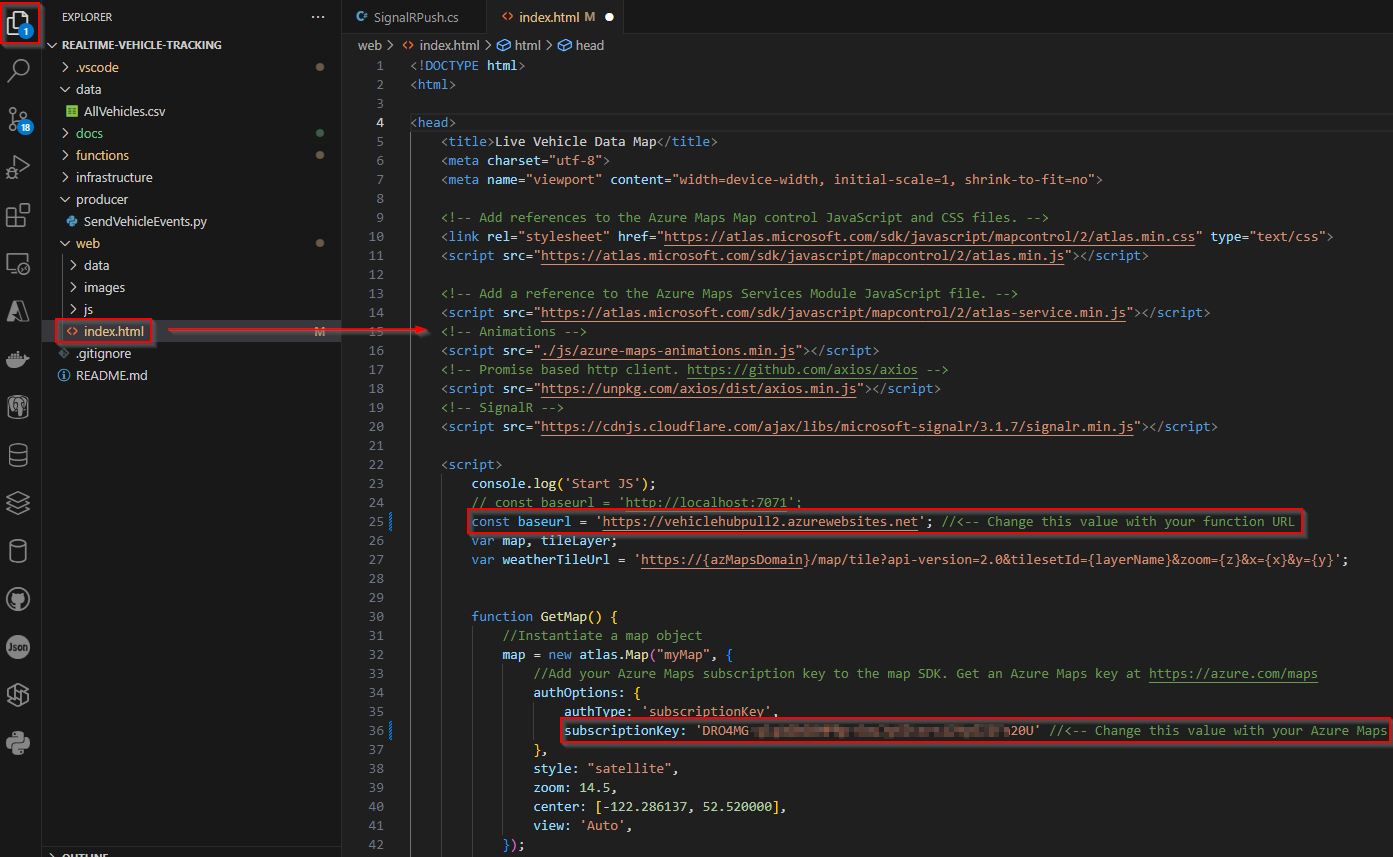 EXPLORER
REALTIME-VEHICLE-TRACKING
.vscode
data
AllVehicles.csv
docs
functions
infrastructure
producer
SendVehicleEvents.py
web
data
images
js
index.html M
.gitignore
README.md
OUTLINE
1
18
Json
C# SignalRPush.cs
<> index.html M
web > <> index.html > html > head
1 <!DOCTYPE html>
2 <html>
3
4 <head>
5 <title>Live Vehicle Data Map</title>
6 <meta charset="utf-8">
7 <meta name="viewport" content="width=device-width, initial-scale=1, shrink-to-fit=no">
8
9 <!-- Add references to the Azure Maps Map control JavaScript and CSS files. -->
10 <link rel="stylesheet" href="https://atlas.microsoft.com/sdk/javascript/mapcontrol/2/atlas.min.css" type="text/css">
11 <script src="https://atlas.microsoft.com/sdk/javascript/mapcontrol/2/atlas.min.js"></script>
12
13 <!-- Add a reference to the Azure Maps Services Module JavaScript file. -->
14 <script src="https://atlas.microsoft.com/sdk/javascript/mapcontrol/2/atlas-service.min.js"></script>
15 <!-- Animations -->
16 <script src="./js/azure-maps-animations.min.js"></script>
17 <!-- Promise based http client. https://github.com/axios/axios -->
18 <script src="https://unpkg.com/axios/dist/axios.min.js"></script>
19 <!-- SignalR -->
20 <script src="https://cdnjs.cloudflare.com/ajax/libs/microsoft-signalr/3.1.7/signalr.min.js"></script>
21
22 <script>
23 console.log('Start JS');
24 // const baseurl = 'http://localhost:7071';
25 const baseurl = 'https://vehiclehubpull2.azurewebsites.net'; //<-- Change this value with your function URL
26 var map, tileLayer;
27 var weatherTileUrl = 'https://{azMapsDomain}/map/tile?api-version=2.0&tilesetId={layerName}&zoom={z}&x={x}&y={y}';
28
29
30 function GetMap() {
31 //Instantiate a map object
32 map = new atlas.Map("myMap", {
33 //Add your Azure Maps subscription key to the map SDK. Get an Azure Maps key at https://azure.com/maps
34 authOptions: {
35 authType: 'subscriptionKey',
36 subscriptionKey: 'DRO4MG 20U' //<-- Change this value with your Azure Maps
37 },
38 style: "satellite",
39 zoom: 14.5,
40 center: [-122.286137, 52.520000],
41 view: 'Auto',
42 });